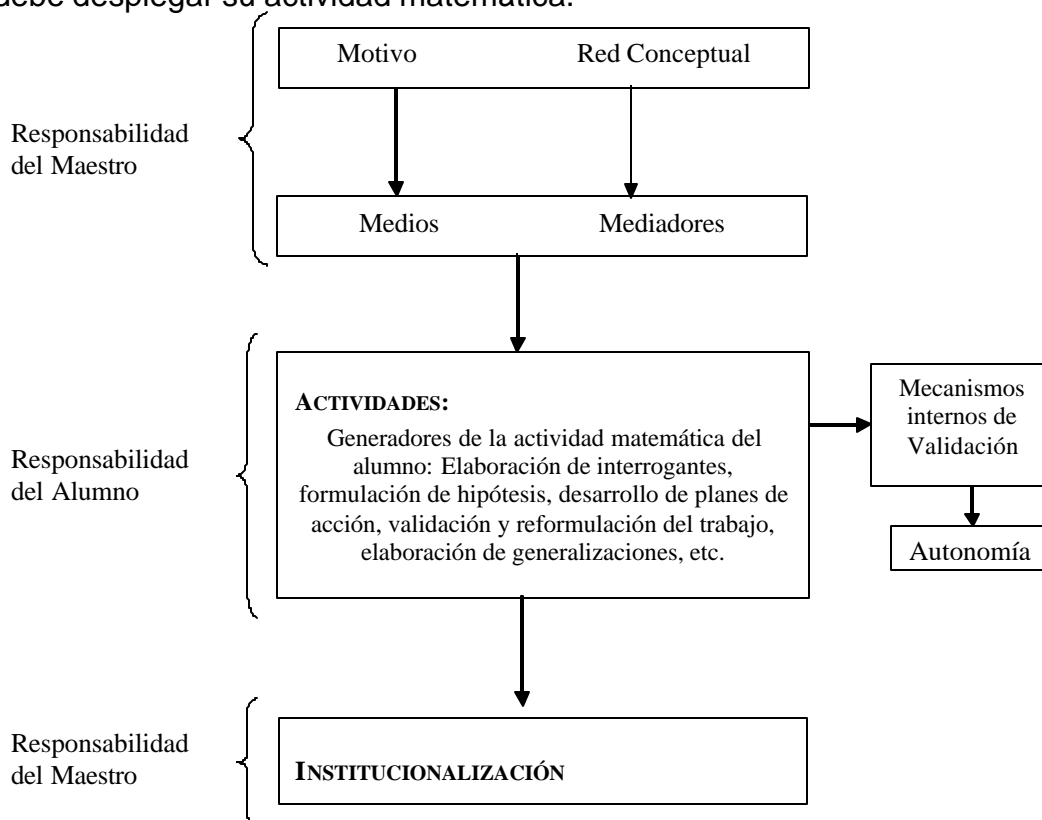 debe desplegar su actividad matemática.
Motivo Red Conceptual
Responsabilidad
del Maestro
Medios Mediadores
ACTIVIDADES:
Generadores de la actividad matemática del
alumno: Elaboración de interrogantes,
formulación de hipótesis, desarrollo de planes de
acción, validación y reformulación del trabajo,
elaboración de generalizaciones, etc.
Responsabilidad
del Alumno
Mecanismos
internos de
Validación
Autonomía
Responsabilidad
del Maestro
INSTITUCIONALIZACIÓN